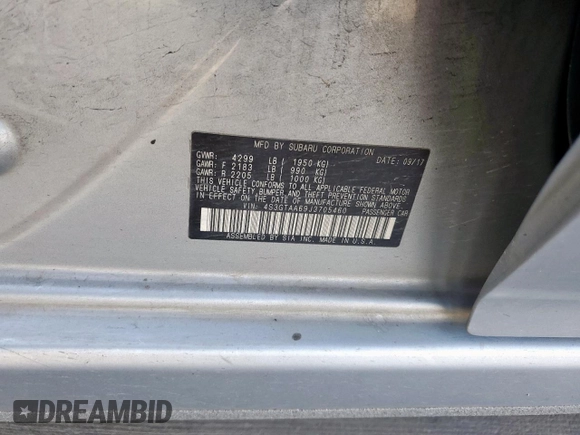 MFD BY SUBARU CORPORATION
GVWR: 4299 LB ( 1950 KG) DATE: 09/17
GAWR: F 2183 LB ( 990 KG)
GAWR: R 2205 LB ( 1000 KG)
THIS VEHICLE CONFORMS TO ALL APPLICABLE FEDERAL MOTOR
VEHICLE SAFETY, BUMPER, AND THEFT PREVENTION STANDARDS
IN EFFECT ON THE DATE OF MANUFACTURE SHOWN ABOVE.
VIN: 4S3GTAA69J3705460 PASSENGER CAR
ASSEMBLED BY SIA INC. MADE IN U.S.A.
DREAMBID